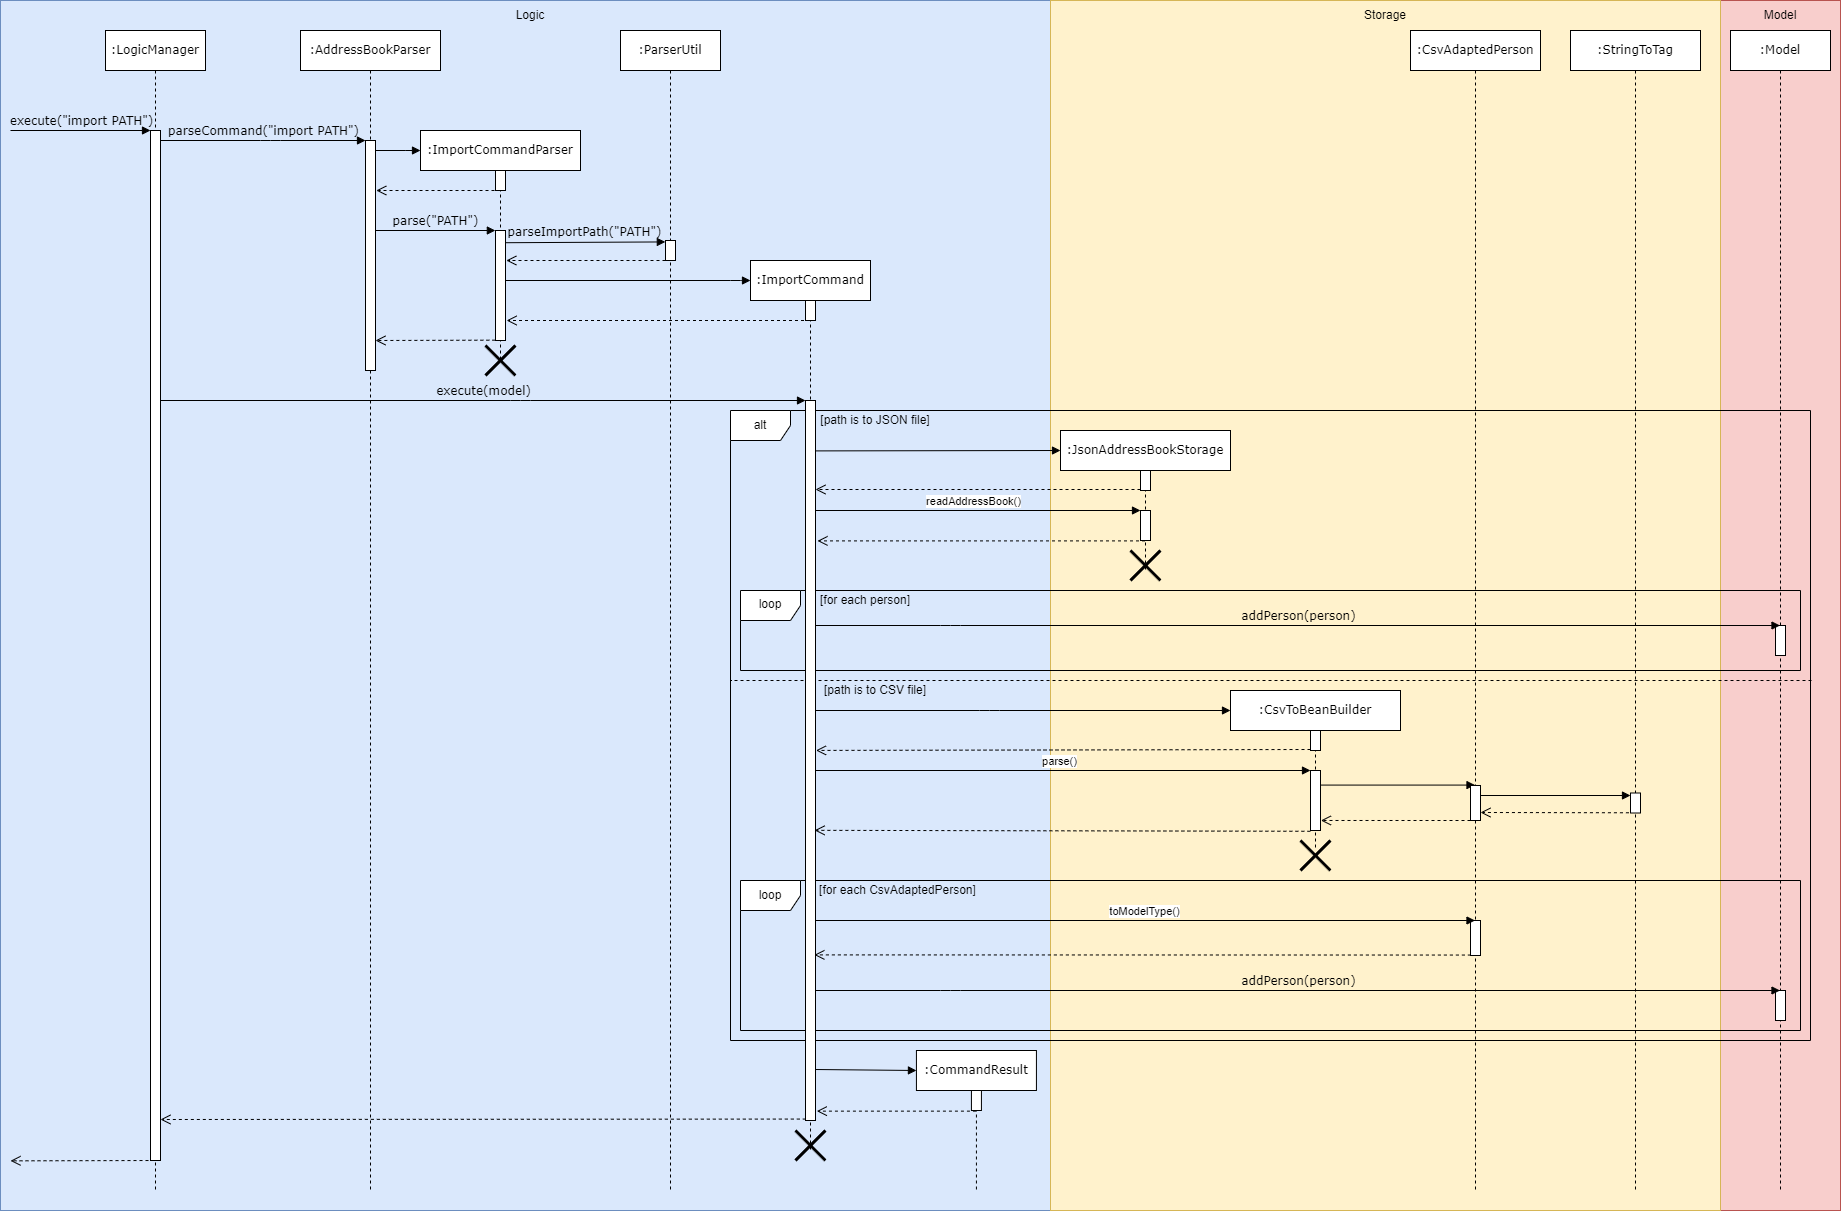 Logic
Storage
Model
:LogicManager
:AddressBookParser
:ParserUtil
:CsvAdaptedPerson
:StringToTag
:Model
execute("import PATH")
parseCommand("import PATH")
:ImportCommandParser
parse("PATH")
parseImportPath("PATH")
:ImportCommand
execute(model)
alt
[path is to JSON file]
:JsonAddressBookStorage
readAddressBook()
loop
[for each person]
addPerson(person)
[path is to CSV file]
:CsvToBeanBuilder
parse()
loop
[for each CsvAdaptedPerson]
toModelType()
addPerson(person)
:CommandResult